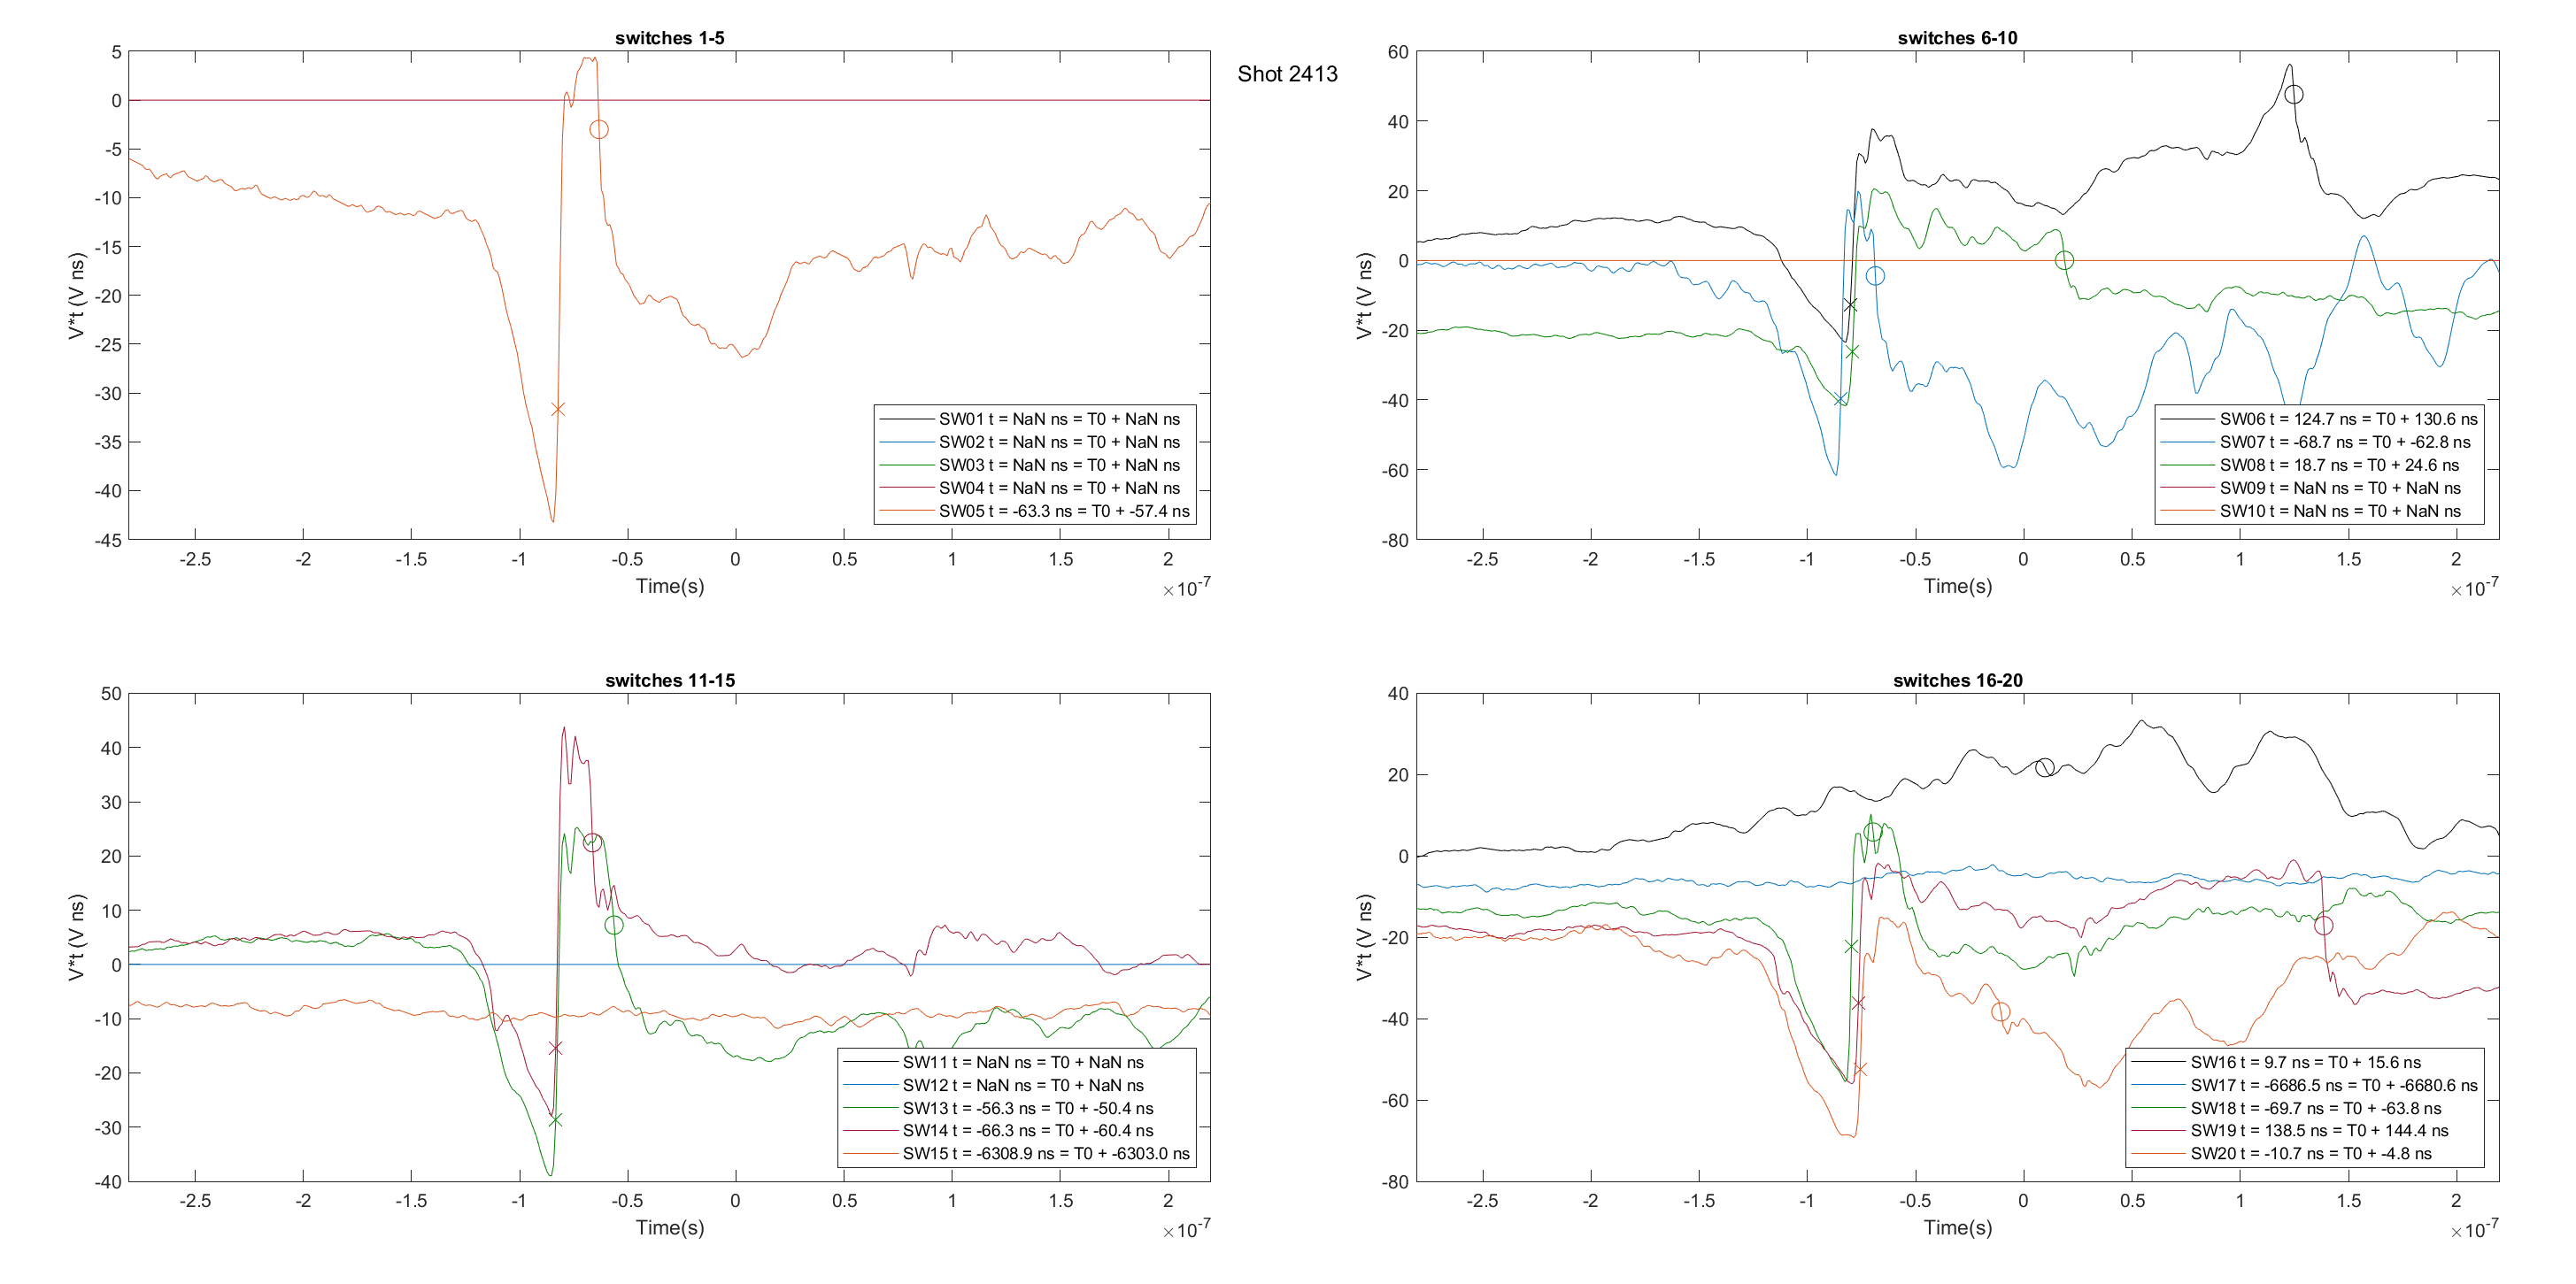 switches 1-5
5
0
-5
-10
-15
-20
-25
-30
-35
-40
-45
V*t (V ns)
-2.5 -2 -1.5 -1 -0.5 0 0.5 1 1.5 2
Time(s)
×10-7
SW01 t = NaN ns = T0 + NaN ns
SW02 t = NaN ns = T0 + NaN ns
SW03 t = NaN ns = T0 + NaN ns
SW04 t = NaN ns = T0 + NaN ns
SW05 t = -63.3 ns = T0 + -57.4 ns
Shot 2413
switches 6-10
60
40
20
0
-20
-40
-60
-80
V*t (V ns)
-2.5 -2 -1.5 -1 -0.5 0 0.5 1 1.5 2
Time(s)
×10-7
SW06 t = 124.7 ns = T0 + 130.6 ns
SW07 t = -68.7 ns = T0 + -62.8 ns
SW08 t = 18.7 ns = T0 + 24.6 ns
SW09 t = NaN ns = T0 + NaN ns
SW10 t = NaN ns = T0 + NaN ns
switches 11-15
50
40
30
20
10
0
-10
-20
-30
-40
V*t (V ns)
-2.5 -2 -1.5 -1 -0.5 0 0.5 1 1.5 2
Time(s)
×10-7
SW11 t = NaN ns = T0 + NaN ns
SW12 t = NaN ns = T0 + NaN ns
SW13 t = -56.3 ns = T0 + -50.4 ns
SW14 t = -66.3 ns = T0 + -60.4 ns
SW15 t = -6308.9 ns = T0 + -6303.0 ns
switches 16-20
40
20
0
-20
-40
-60
-80
V*t (V ns)
-2.5 -2 -1.5 -1 -0.5 0 0.5 1 1.5 2
Time(s)
×10-7
SW16 t = 9.7 ns = T0 + 15.6 ns
SW17 t = -6686.5 ns = T0 + -6680.6 ns
SW18 t = -69.7 ns = T0 + -63.8 ns
SW19 t = 138.5 ns = T0 + 144.4 ns
SW20 t = -10.7 ns = T0 + -4.8 ns